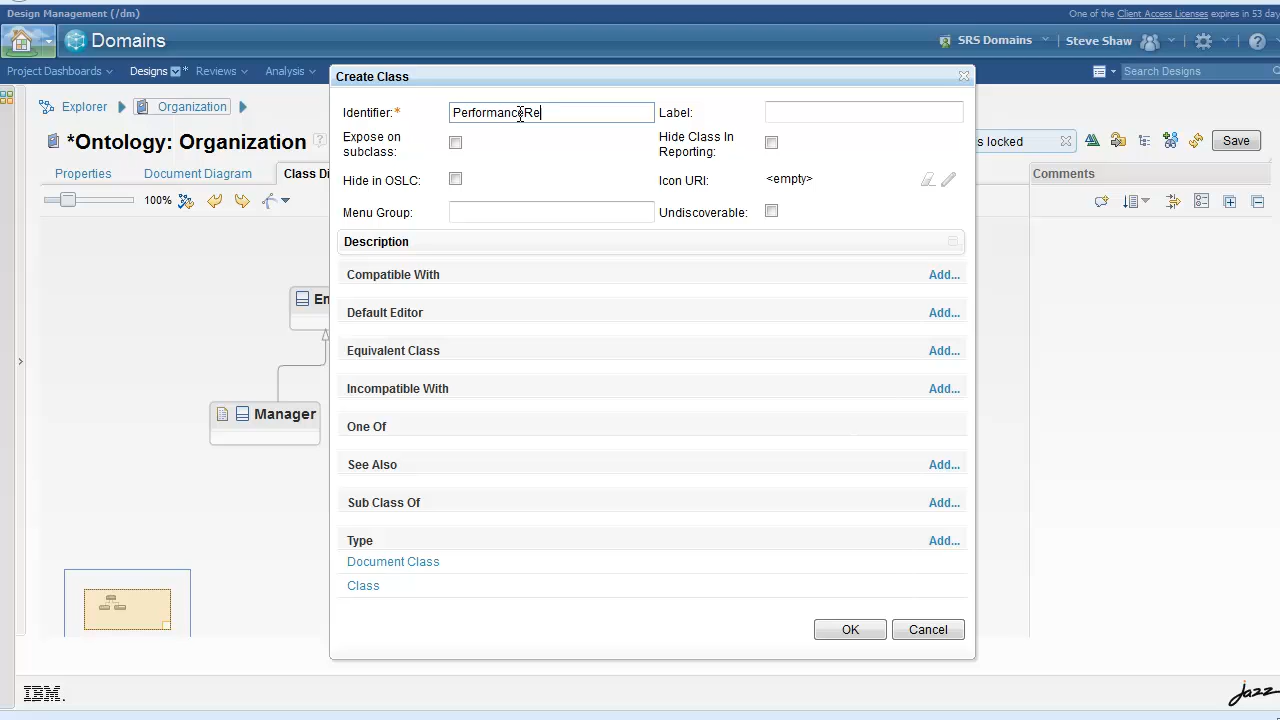 Design Management (/dm)
One of the Client Access Licenses expires in 53 day
Domains
SRS Domains
Steve Shaw
Project Dashboards
Designs *
Reviews
Analysis
Search Designs
Create Class
Explorer
Organization
Identifier:*
PerformanceRe
Label:
*Ontology: Organization
?
Expose on subclass:
Hide Class In Reporting:
s locked
Save
Properties
Document Diagram
Class Di
Comments
Hide in OSLC:
Icon URI:
<empty>
100%
Menu Group:
Undiscoverable:
Description
Compatible With
Add...
En
Default Editor
Add...
Equivalent Class
Add...
Incompatible With
Add...
Manager
One Of
See Also
Add...
Sub Class Of
Add...
Type
Add...
Document Class
Class
OK
Cancel
IBM.
jazz